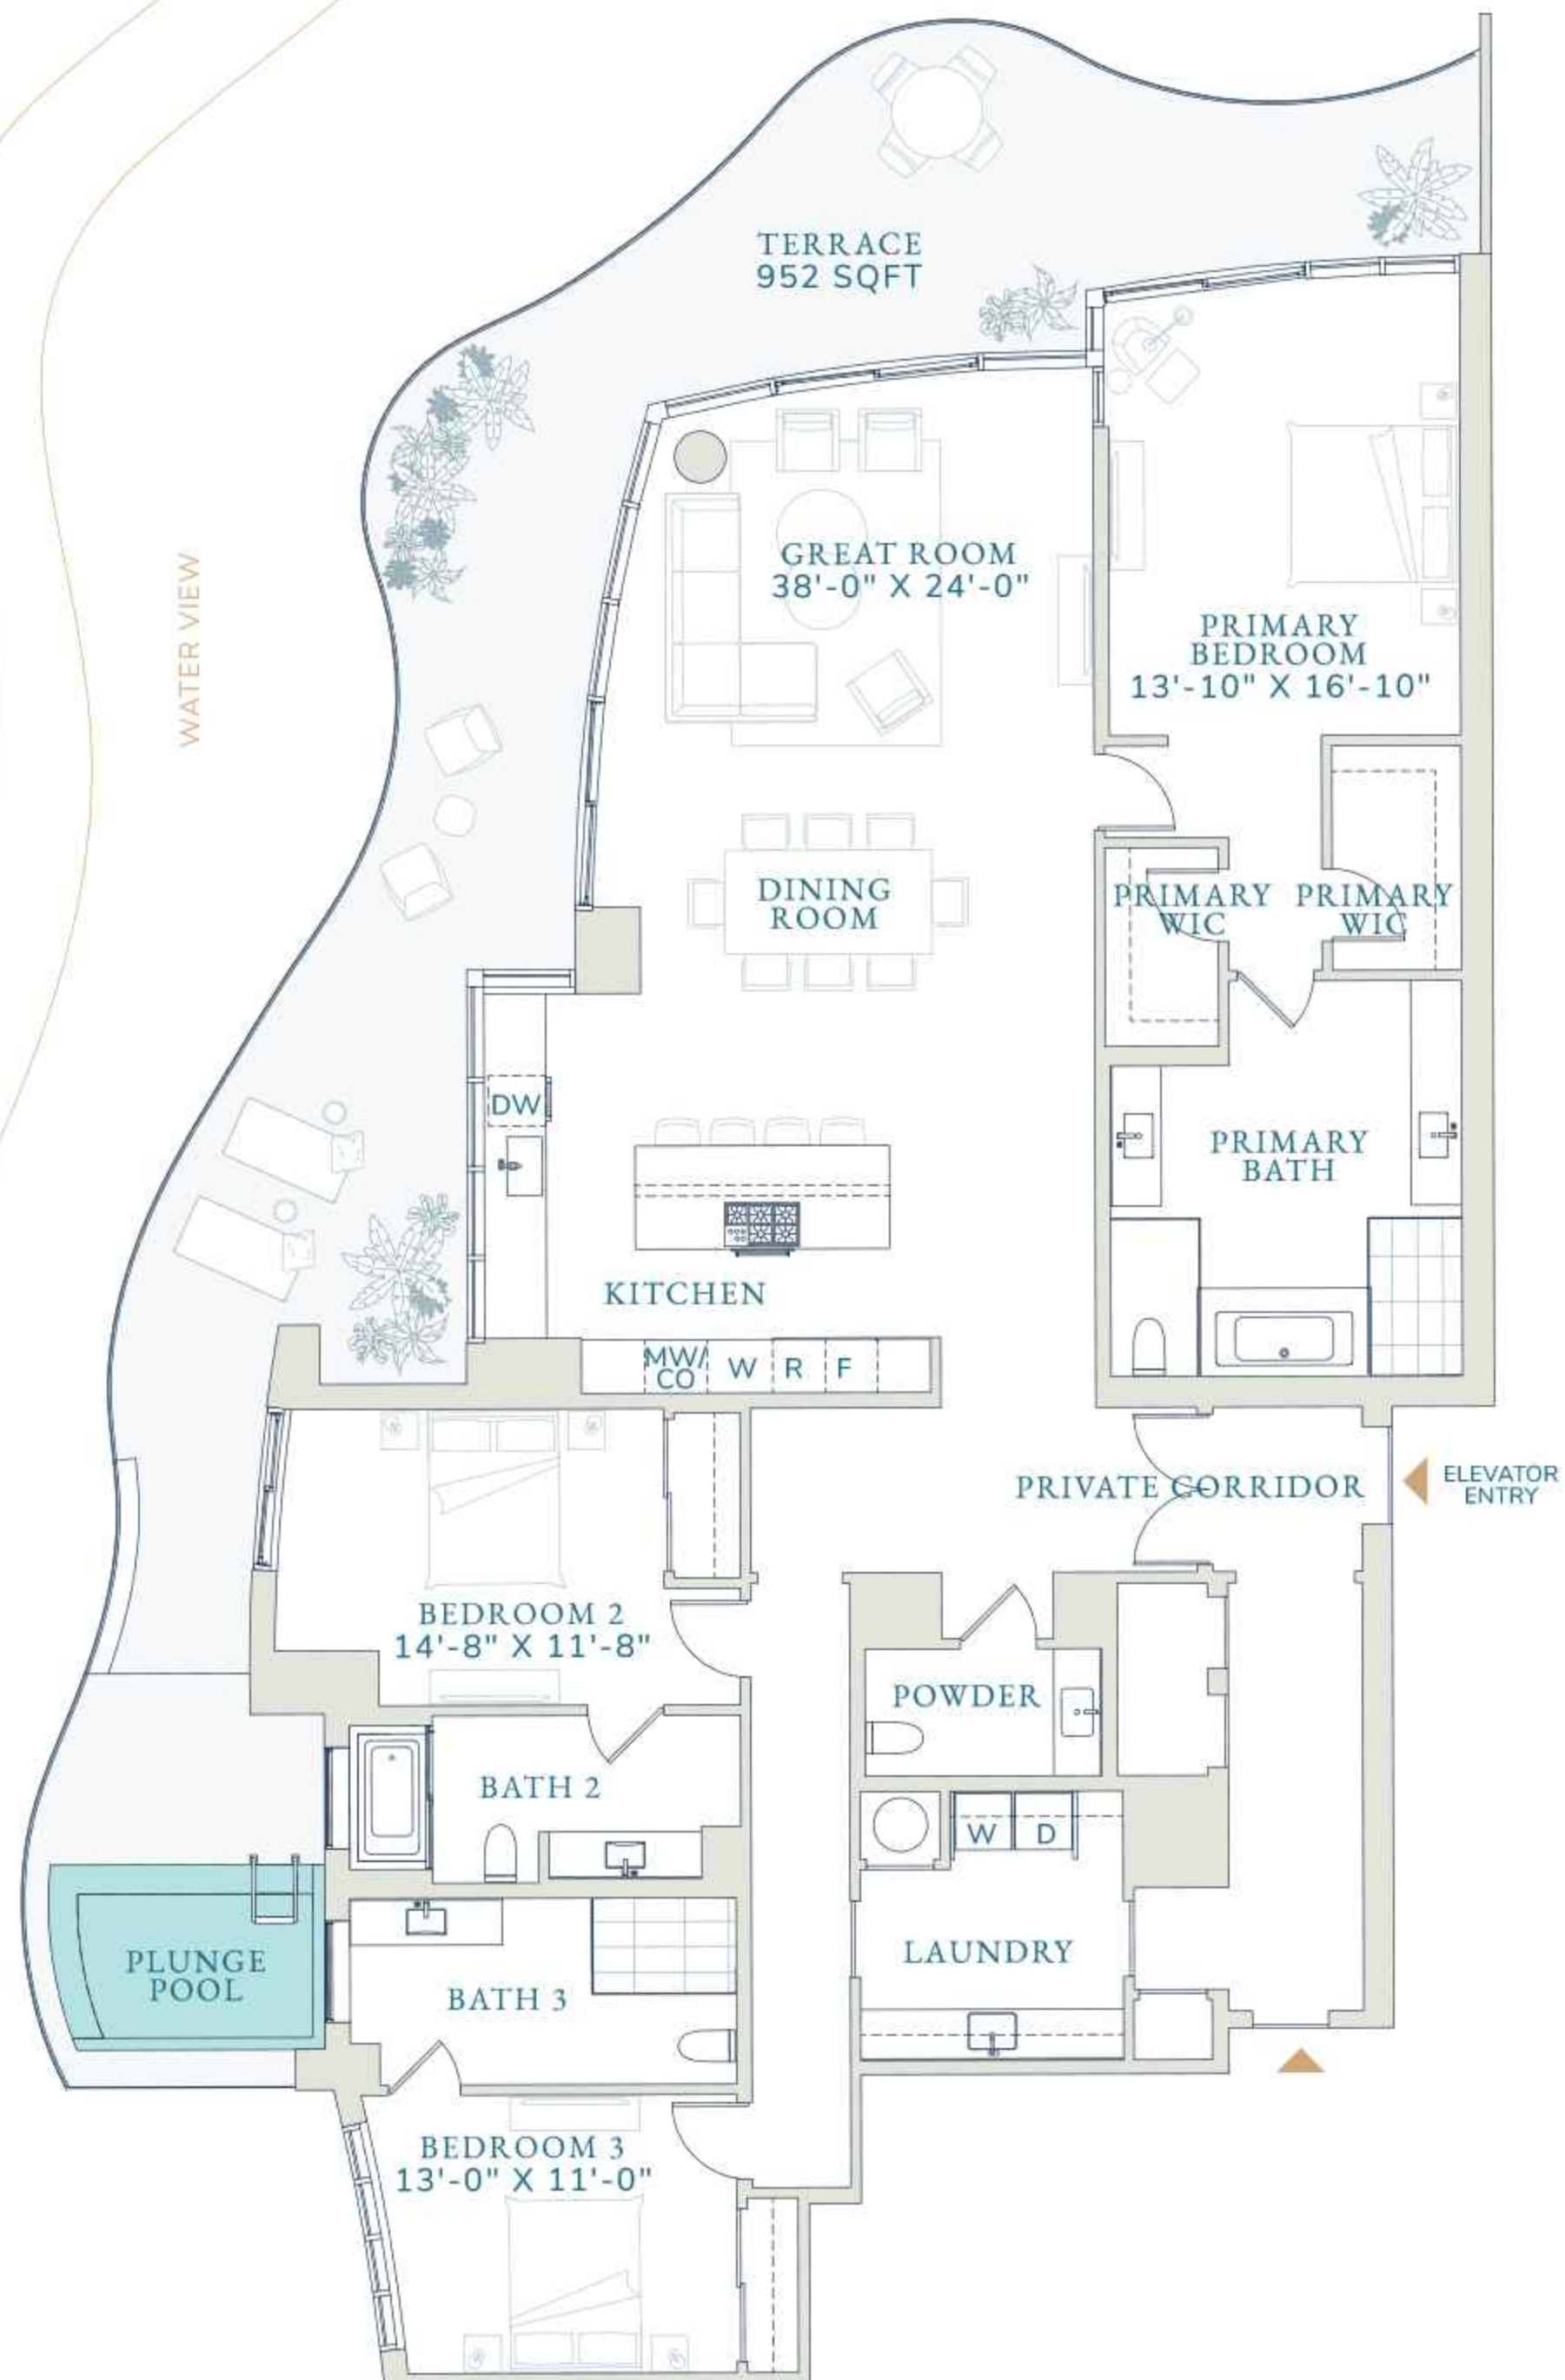 TERRACE
952 SQFT
WATER VIEW
GREAT ROOM
38'-0" X 24'-0"
PRIMARY
BEDROOM
13'-10" X 16'-10"
DINING
ROOM
PRIMARY
WIC
PRIMARY
WIC
DW
PRIMARY
BATH
KITCHEN
MW/
CO
W
R
F
PRIVATE CORRIDOR
ELEVATOR
ENTRY
BEDROOM 2
14'-8" X 11'-8"
POWDER
BATH 2
W
D
PLUNGE
POOL
LAUNDRY
BATH 3
BEDROOM 3
13'-0" X 11'-0"